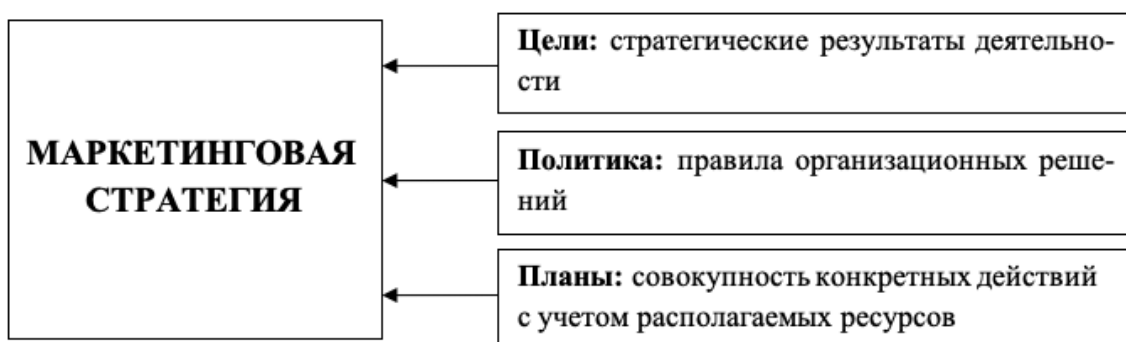 МАРКЕТИНГОВАЯ
СТРАТЕГИЯ
Цели: стратегические результаты деятельно-
сти
Политика: правила организационных реше-
ний
Планы: совокупность конкретных действий
с учетом располагаемых ресурсов